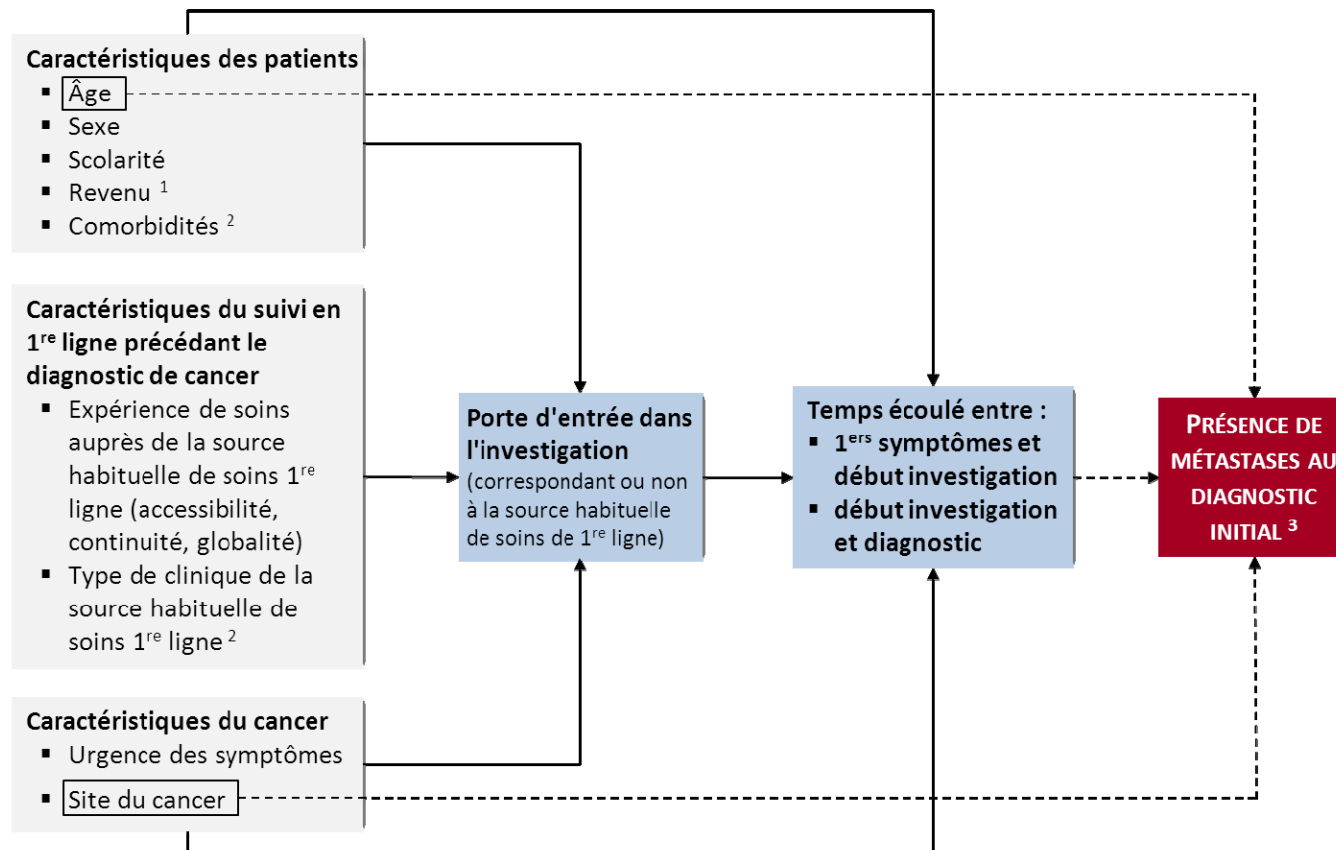 Caractéristiques des patients
▪ Âge
▪ Sexe
▪ Scolarité
▪ Revenu ¹
▪ Comorbidités ²
Caractéristiques du suivi en
1ʳᵉ ligne précédant le
diagnostic de cancer
▪ Expérience de soins
auprès de la source
habituelle de soins 1ʳᵉ
ligne (accessibilité,
continuité, globalité)
▪ Type de clinique de la
source habituelle de
soins 1ʳᵉ ligne ²
Caractéristiques du cancer
▪ Urgence des symptômes
▪ Site du cancer
Porte d'entrée dans
l'investigation
(correspondant ou non
à la source habituelle
de soins de 1ʳᵉ ligne)
Temps écoulé entre :
▪ 1ᵉʳˢ symptômes et
début investigation
▪ début investigation
et diagnostic
PRÉSENCE DE
MÉTASTASES AU
DIAGNOSTIC
INITIAL ³